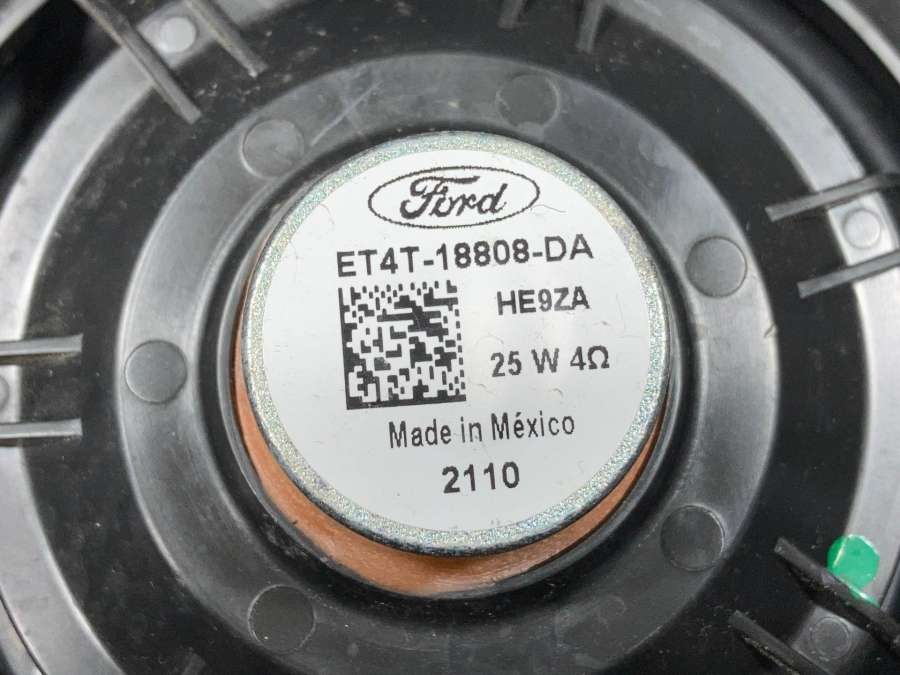 Ford
ET4T-18808-DA
HE9ZA
25 W 4Ω
Made in México
2110